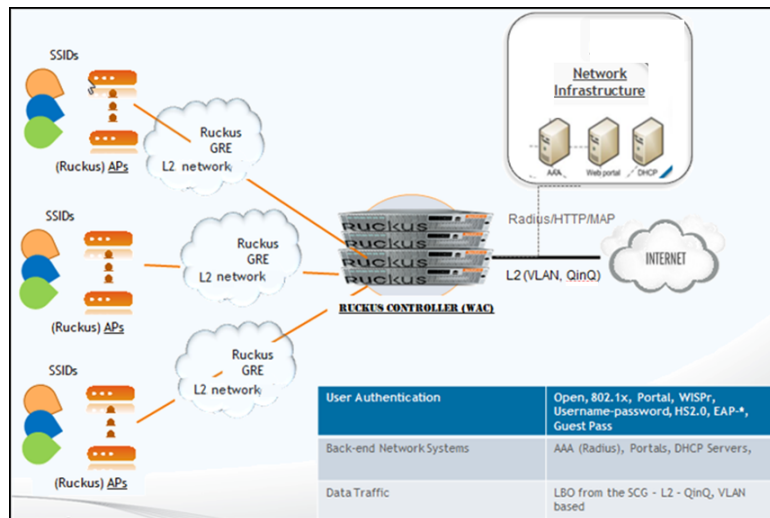 SSIDs
(Ruckus) APs
Ruckus
GRE
L2 network
SSIDs
(Ruckus) APs
Ruckus
GRE
L2 network
SSIDs
(Ruckus) APs
Ruckus
GRE
L2 network
RUCKUS
RUCKUS
RUCKUS
RUCKUS
RUCKUS CONTROLLER (WAC)
Network
Infrastructure
AAA
Web portal
DHCP
Radius/HTTP/MAP
L2 (VLAN, QinQ)
INTERNET
User Authentication
Open, 802.1x, Portal, WISPr,
Username-password, HS2.0, EAP-*,
Guest Pass
Back-end Network Systems
AAA (Radius), Portals, DHCP Servers,
Data Traffic
LBO from the SCG - L2 - QinQ, VLAN
based